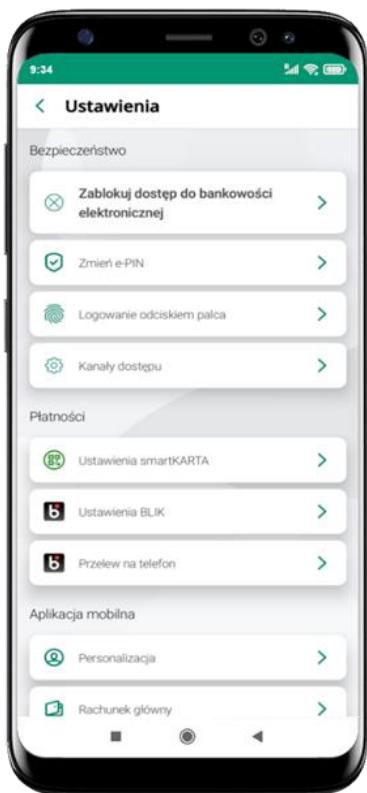 9:34
Ustawienia
Bezpieczeństwo
Zablokuj dostęp do bankowości
elektronicznej
Zmień e-PIN
Logowanie odciskiem palca
Kanały dostępu
Płatności
Ustawienia smartKARTA
Ustawienia BLIK
Przelew na telefon
Aplikacja mobilna
Personalizacja
Rachunek główny